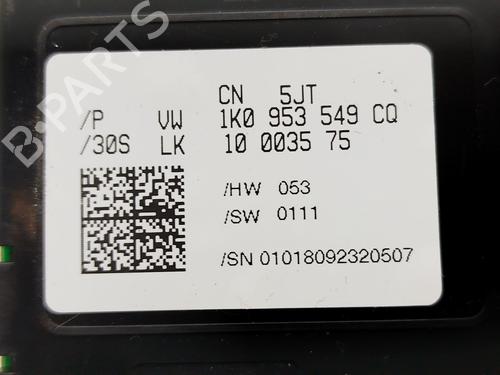 CN 5JT
/P VW 1K0 953 549 CQ
/30S LK 10 0035 75
/HW 053
/SW 0111
/SN 01018092320507
B-PARTS